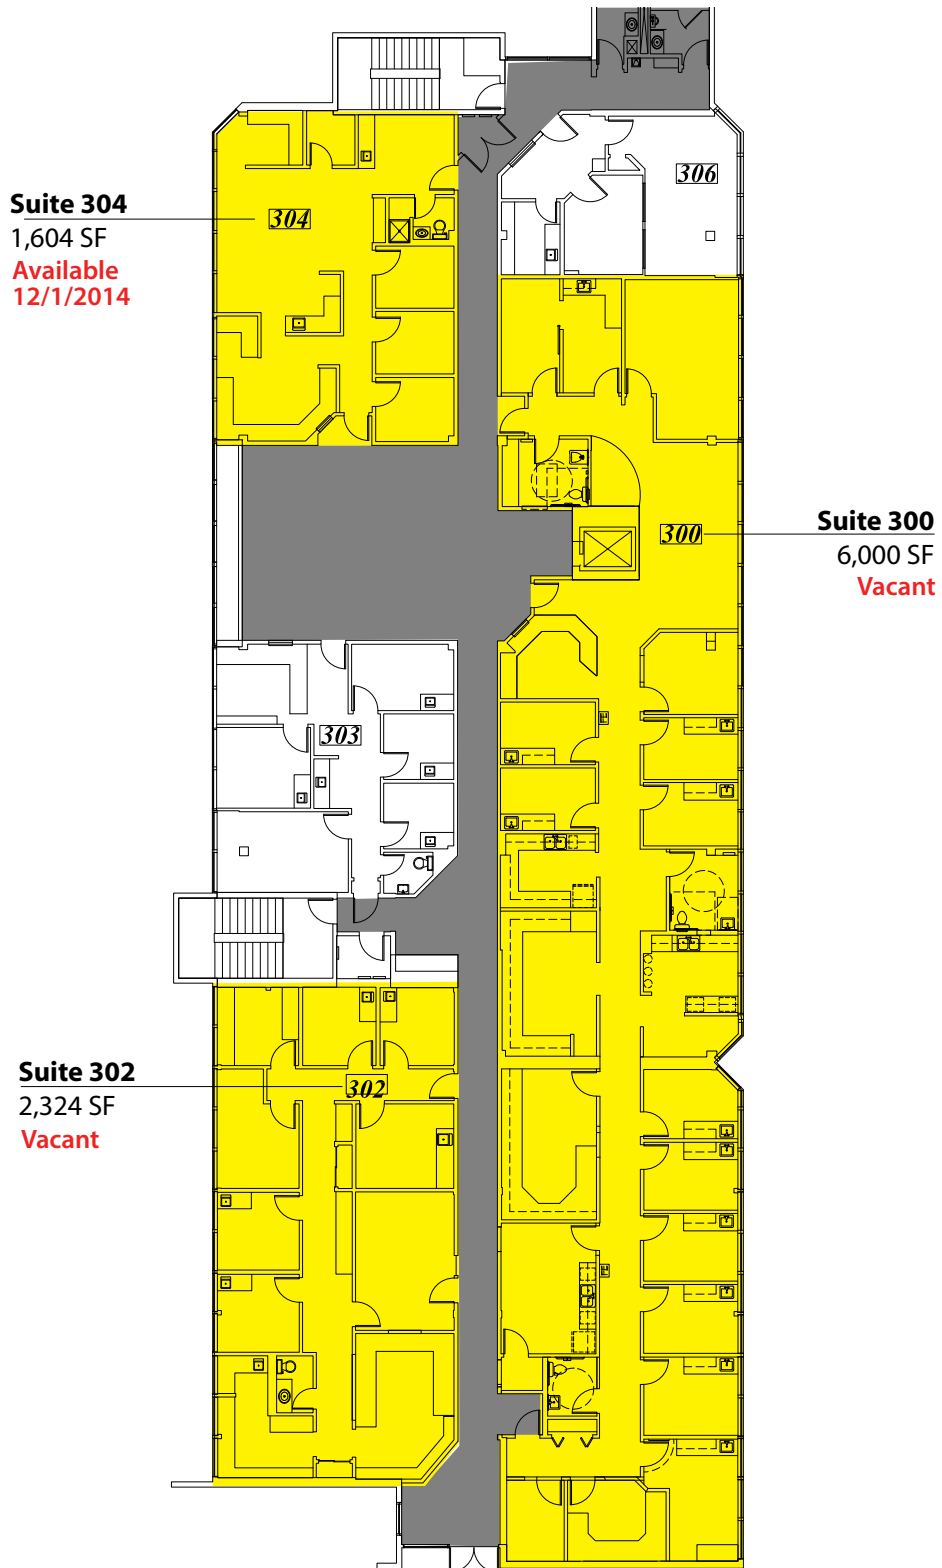 306
Suite 304
1,604 SF
Available
12/1/2014
304
300
Suite 300
6,000 SF
Vacant
303
Suite 302
2,324 SF
Vacant
302